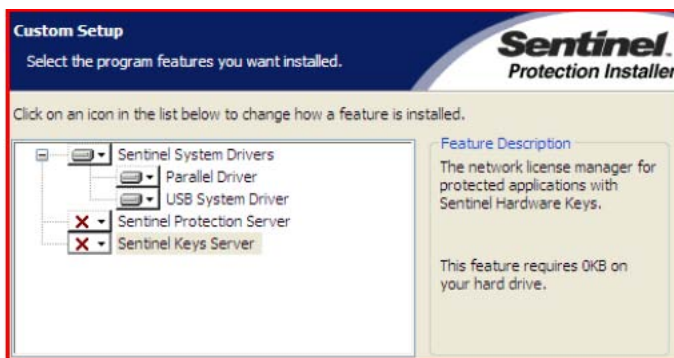 Custom Setup
Select the program features you want installed.
Sentinel.
Protection Installer
Click on an icon in the list below to change how a feature is installed.
Sentinel System Drivers
Parallel Driver
USB System Driver
Sentinel Protection Server
Sentinel Keys Server
Feature Description
The network license manager for
protected applications with
Sentinel Hardware Keys.
This feature requires 0KB on
your hard drive.